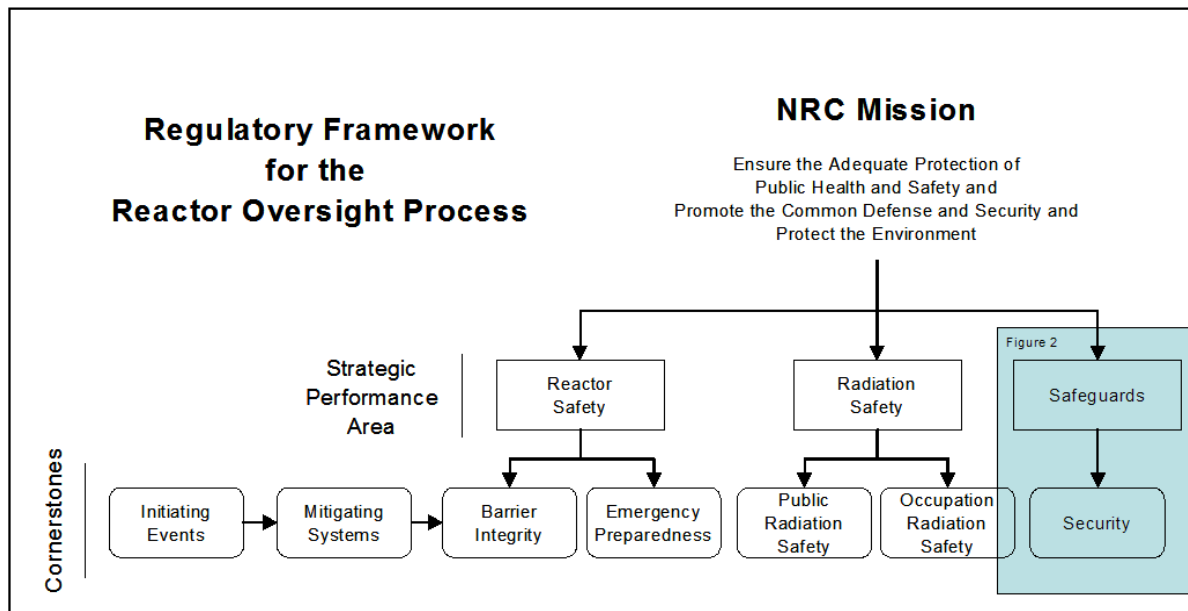 Regulatory Framework
for the
Reactor Oversight Process
NRC Mission
Ensure the Adequate Protection of
Public Health and Safety and
Promote the Common Defense and Security and
Protect the Environment
Figure 2
Strategic
Performance
Area
Reactor
Safety
Radiation
Safety
Safeguards
Cornerstones
Initiating
Events
Mitigating
Systems
Barrier
Integrity
Emergency
Preparedness
Public
Radiation
Safety
Occupation
Radiation
Safety
Security